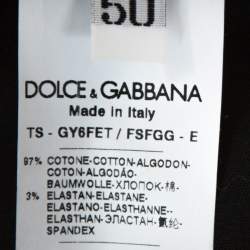 50
DOLCE & GABBANA
Made in Italy
TS - GY6FET / FSFGG - E
97% COTONE-COTTON-ALGODON-
COTON-ALGODÃO-
BAUMWOLLE-ХЛОПОК-棉-
3% ELASTAN-ELASTANE-
ELASTANO-ELASTHANNE-
ELASTHAN-ЭЛАСТАН-氨纶-
SPANDEX